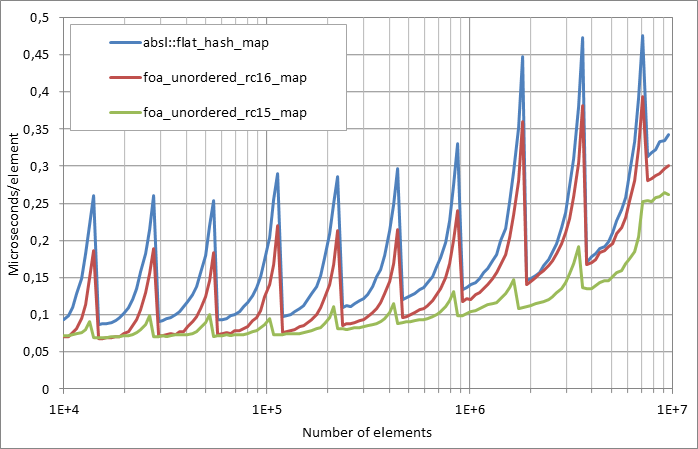 0,5
0,45
0,4
0,35
0,3
0,25
0,2
0,15
0,1
0,05
0
Microseconds/element
absl::flat_hash_map
foa_unordered_rc16_map
foa_unordered_rc15_map
1E+4
1E+5
1E+6
1E+7
Number of elements